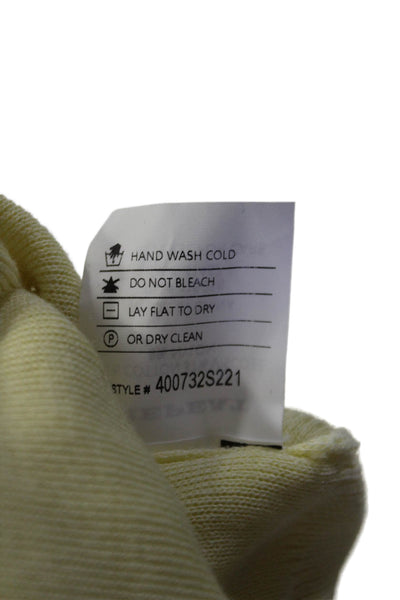 HAND WASH COLD
DO NOT BLEACH
LAY FLAT TO DRY
P OR DRY CLEAN
STYLE# 400732S221